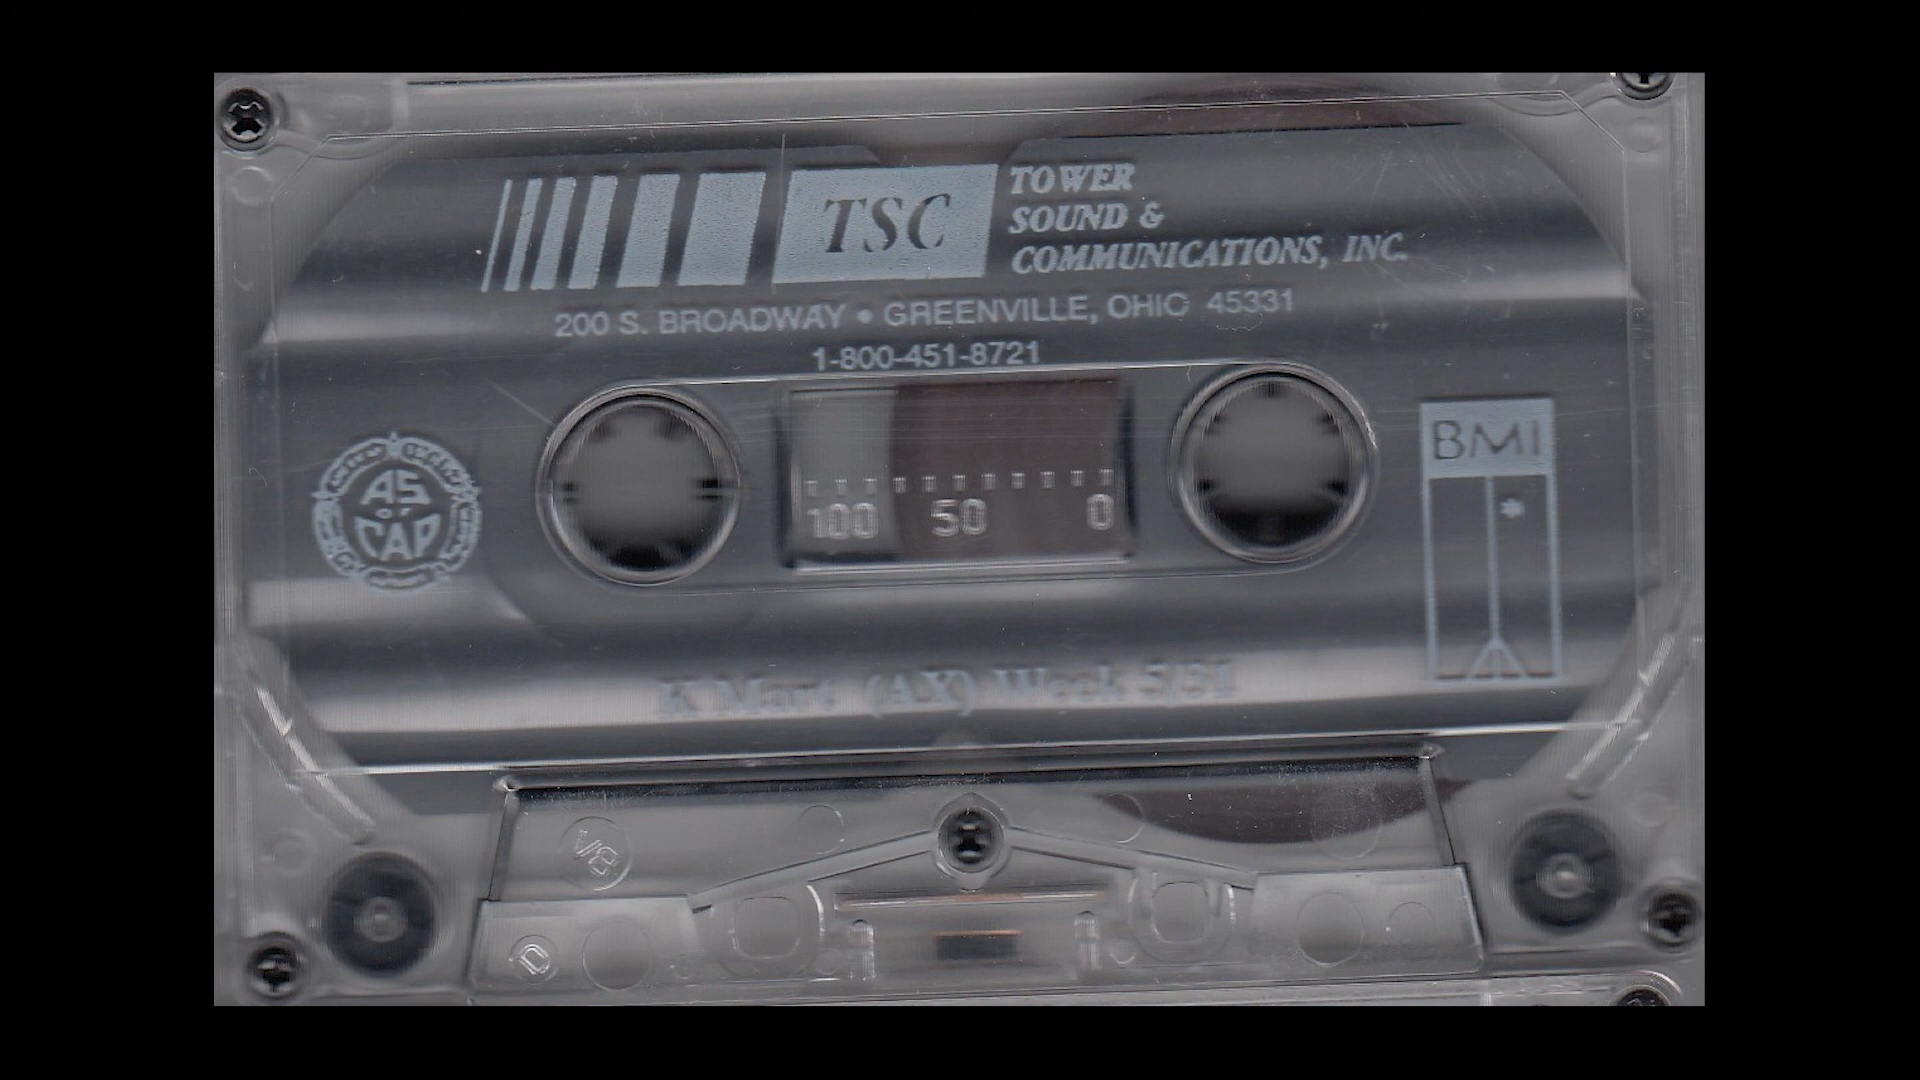 TSC
TOWER
SOUND &
COMMUNICATIONS, INC.
200 S. BROADWAY • GREENVILLE, OHIO 45331
1-800-451-8721
100 50 0
AS
OF
CAP
BMI
*
K Mart (AX) Week 5/31
D